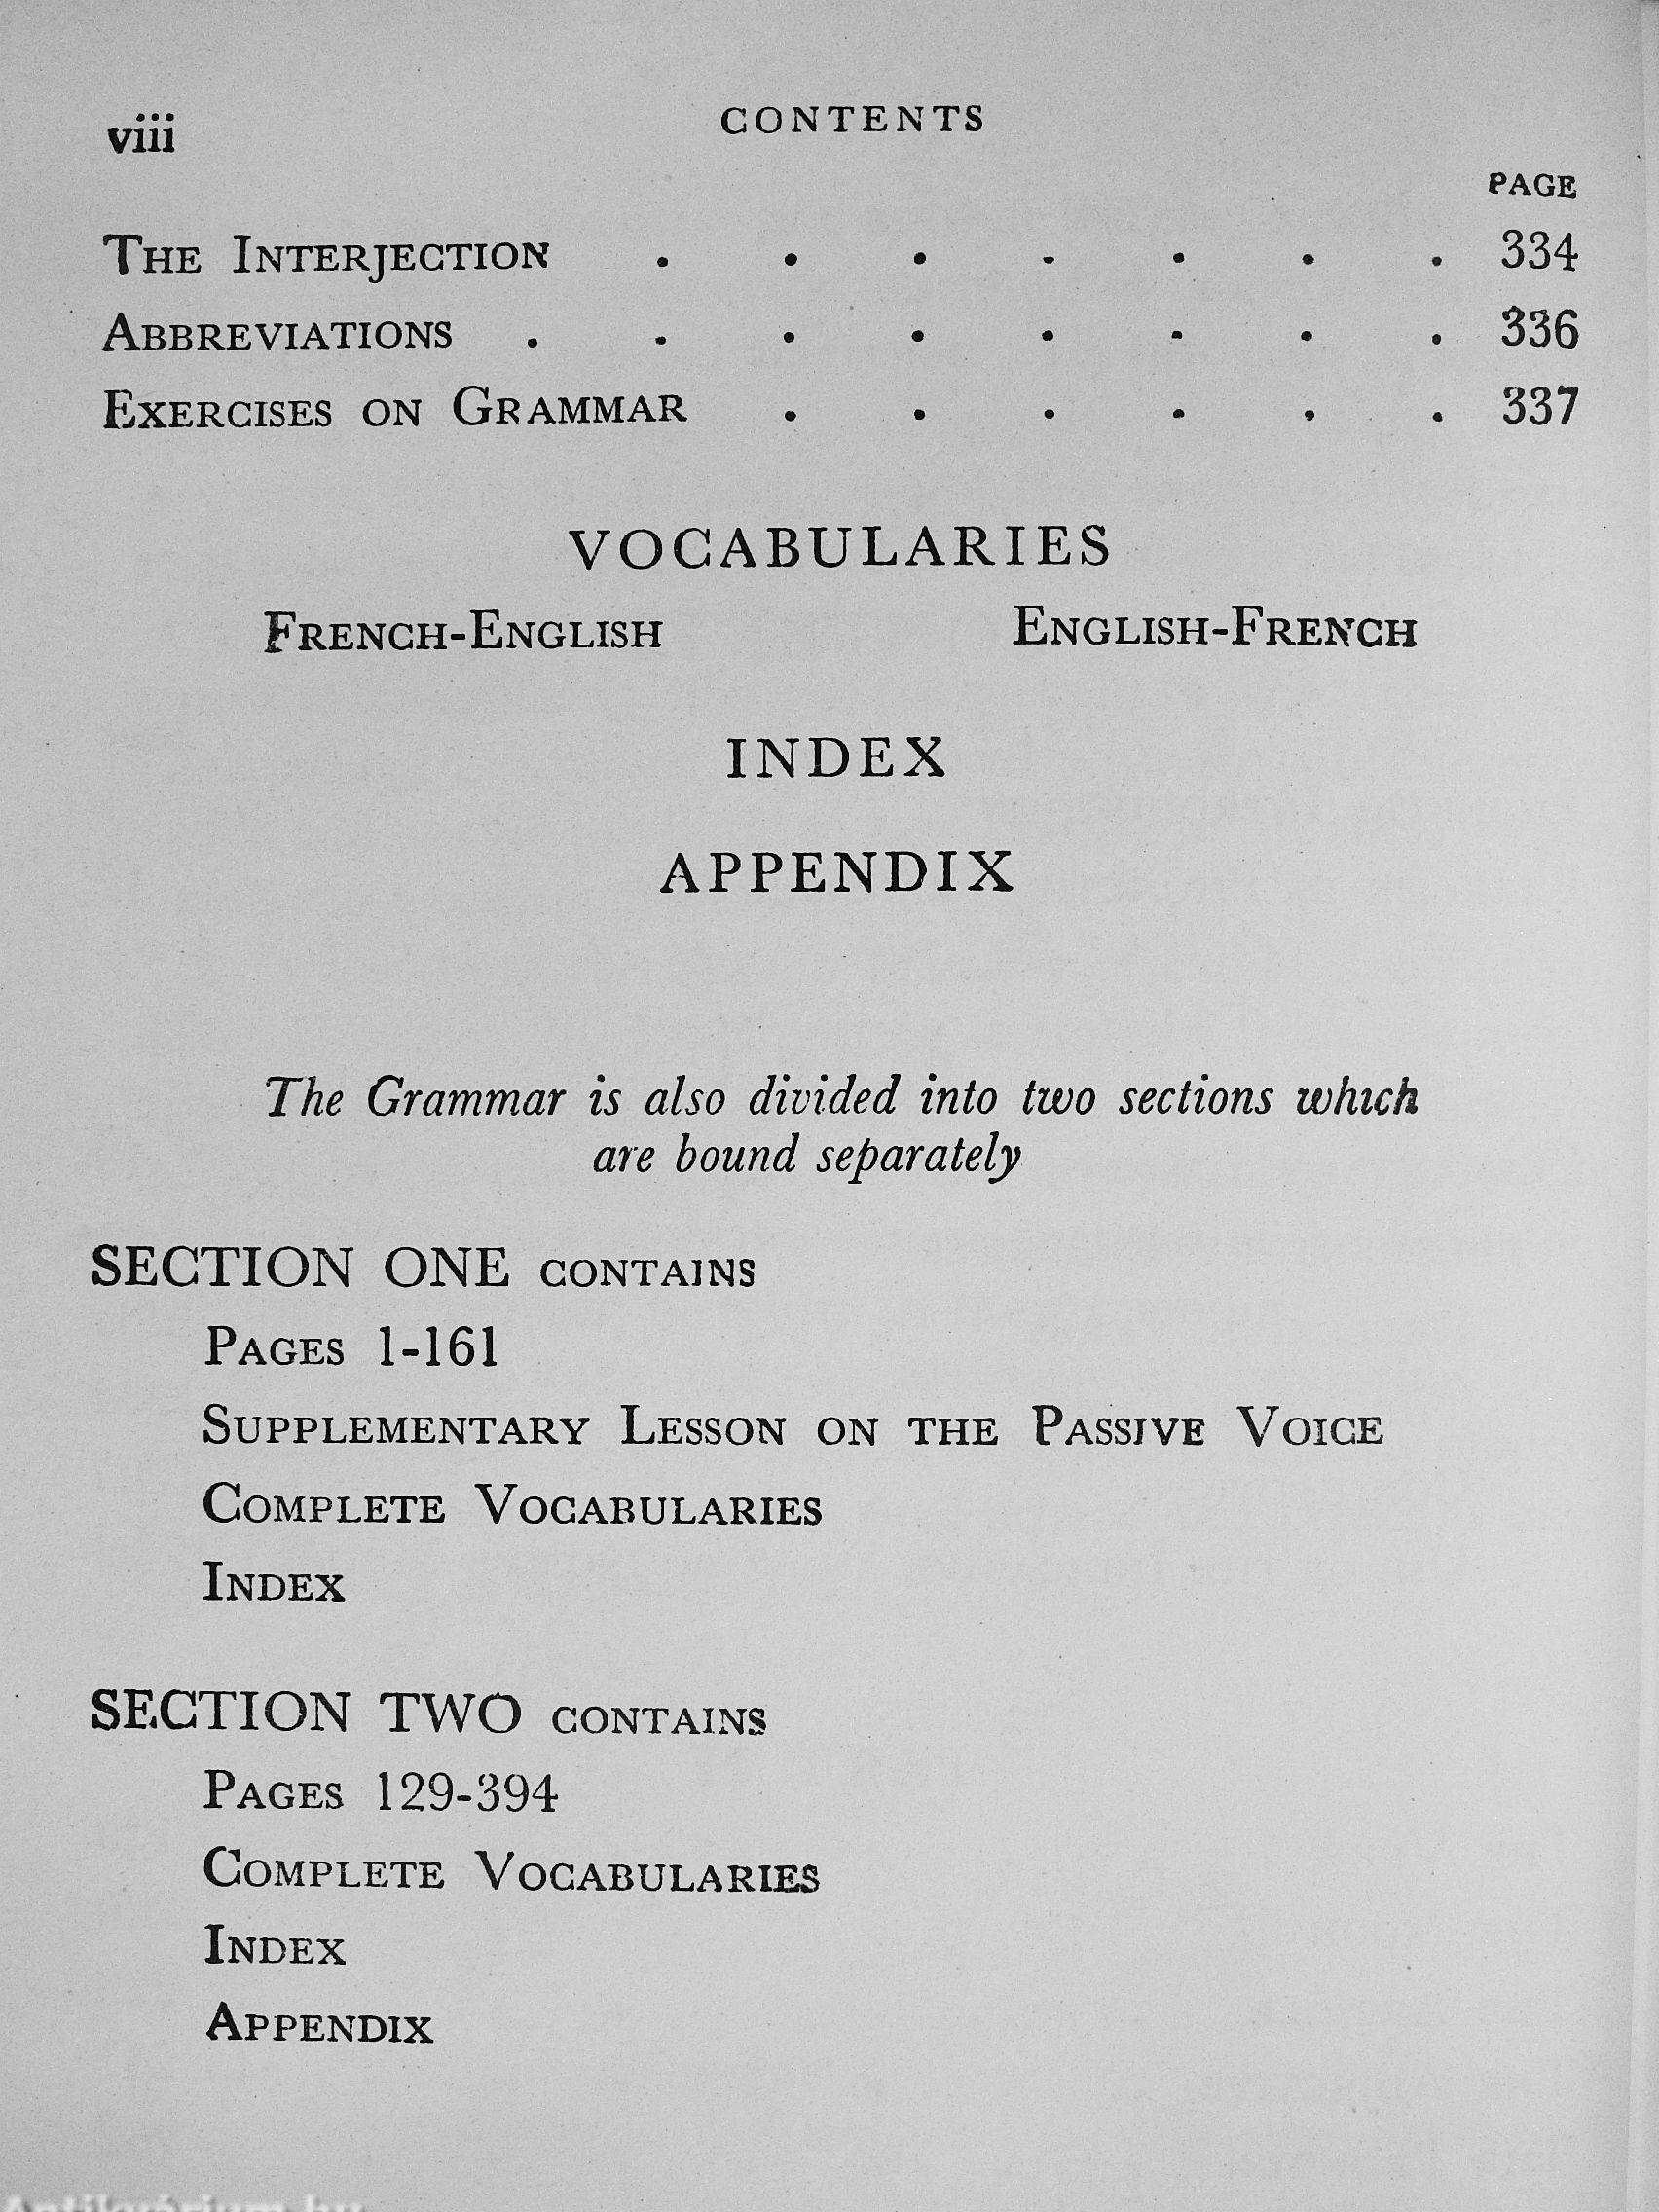 viii CONTENTS
PAGE
THE INTERJECTION . . . . . . . 334
ABBREVIATIONS . . . . . . . . 336
EXERCISES ON GRAMMAR . . . . . . 337
VOCABULARIES
FRENCH-ENGLISH ENGLISH-FRENCH
INDEX
APPENDIX
The Grammar is also divided into two sections which
are bound separately
SECTION ONE CONTAINS
PAGES 1-161
SUPPLEMENTARY LESSON ON THE PASSIVE VOICE
COMPLETE VOCABULARIES
INDEX
SECTION TWO CONTAINS
PAGES 129-394
COMPLETE VOCABULARIES
INDEX
APPENDIX